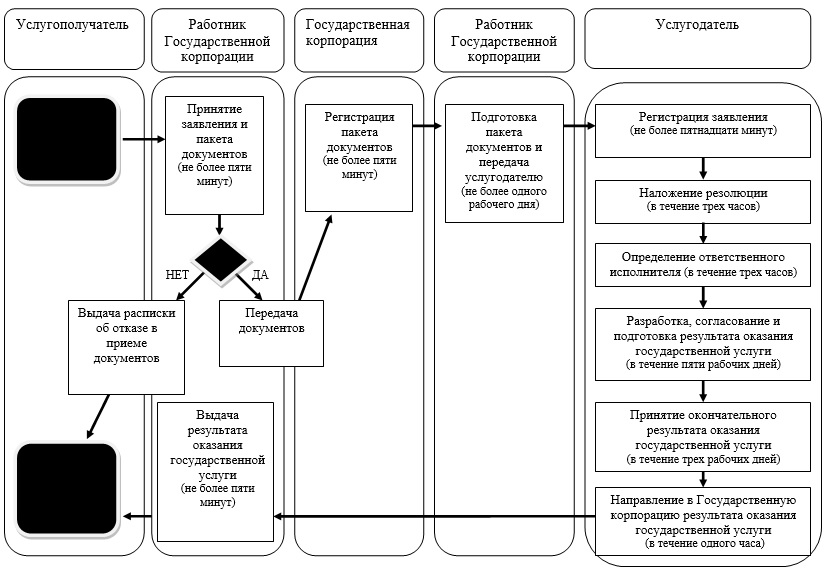 Услугополучатель
Работник
Государственной
корпорации
Государственная
корпорация
Работник
Государственной
корпорации
Услугодатель
Принятие
заявления и
пакета
документов
(не более пяти
минут)
НЕТ
ДА
Выдача расписки
об отказе в
приеме
документов
Передача
документов
Регистрация
пакета
документов
(не более пяти
минут)
Подготовка
пакета
документов и
передача
услугодателю
(не более одного
рабочего дня)
Регистрация заявления
(не более пятнадцати минут)
Наложение резолюции
(в течение трех часов)
Определение ответственного
исполнителя (в течение трех часов)
Разработка, согласование и
подготовка результата оказания
государственной услуги
(в течение пяти рабочих дней)
Принятие окончательного
результата оказания
государственной услуги
(в течение трех рабочих дней)
Направление в Государственную
корпорацию результата оказания
государственной услуги
(в течение одного часа)
Выдача
результата
оказания
государственной
услуги
(не более пяти
минут)